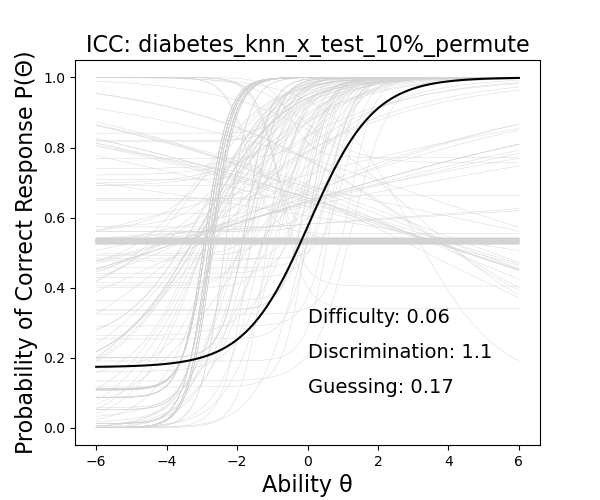 ICC: diabetes_knn_x_test_10%_permute
Probability of Correct Response P(Θ)
1.0
0.8
0.6
0.4
0.2
0.0
Difficulty: 0.06
Discrimination: 1.1
Guessing: 0.17
−6 −4 −2 0 2 4 6
Ability θ